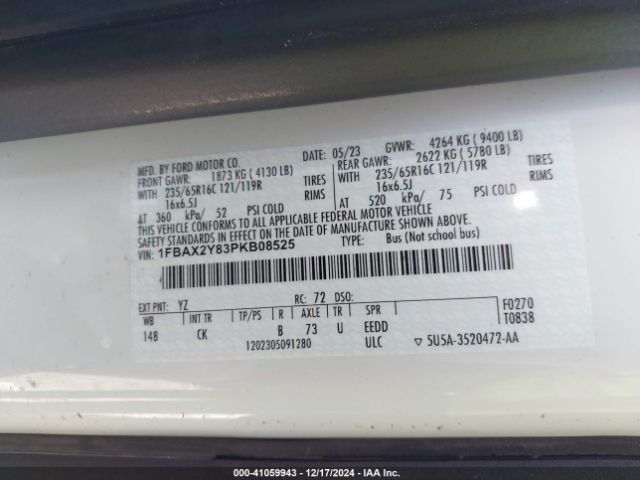 MFD. BY FORD MOTOR CO.
DATE: 05/23 GVWR: 4264 KG ( 9400 LB)
FRONT GAWR: 1873 KG ( 4130 LB) REAR GAWR: 2622 KG ( 5780 LB)
WITH 235/65R16C 121/119R TIRES WITH 235/65R16C 121/119R TIRES
16x6.5J RIMS 16x6.5J RIMS
AT 360 kPa/ 52 PSI COLD AT 520 kPa/ 75 PSI COLD
THIS VEHICLE CONFORMS TO ALL APPLICABLE FEDERAL MOTOR VEHICLE
SAFETY STANDARDS IN EFFECT ON THE DATE OF MANUFACTURE SHOWN ABOVE.
VIN: 1FBAX2Y83PKB08525 TYPE: Bus (Not school bus)
EXT PNT: YZ RC: 72 DSO: F0270
WB INT TR TP/PS R AXLE TR SPR T0838
148 CK B 73 U EEDD
1202305091280 ULC ▽ 5U5A-3520472-AA
000-41059943 - 12/17/2024 - IAA Inc.